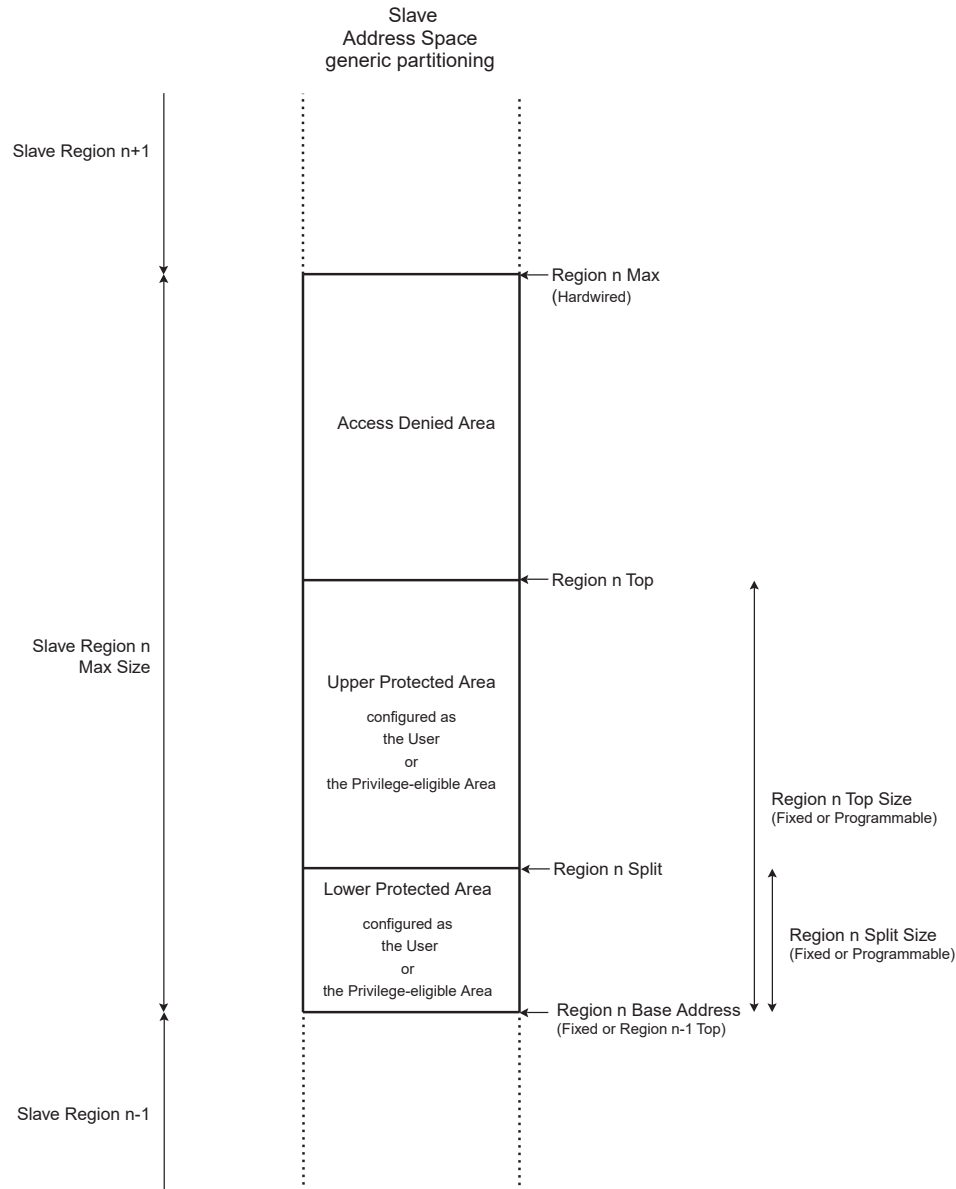 Slave
Address Space
generic partitioning
Slave Region n+1
Region n Max
(Hardwired)
Access Denied Area
Region n Top
Slave Region n
Max Size
Upper Protected Area
configured as
the User
or
the Privilege-eligible Area
Region n Top Size
(Fixed or Programmable)
Region n Split
Lower Protected Area
configured as
the User
or
the Privilege-eligible Area
Region n Split Size
(Fixed or Programmable)
Region n Base Address
(Fixed or Region n-1 Top)
Slave Region n-1